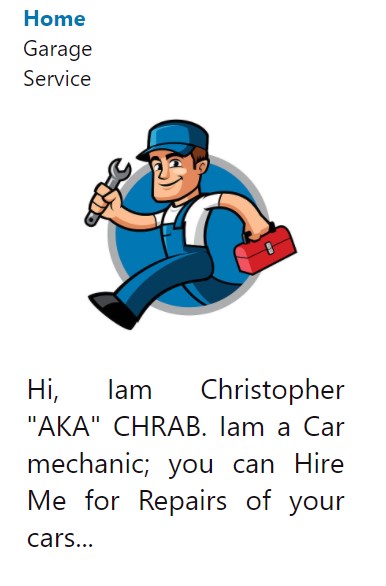 Home
Garage
Service
Hi, Iam Christopher
"AKA" CHRAB. Iam a Car
mechanic; you can Hire
Me for Repairs of your
cars...